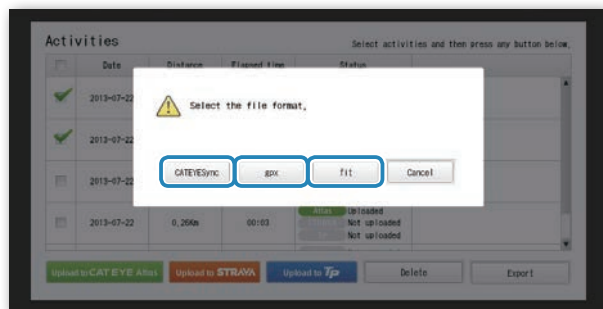 Activities
Select activities and then press any button below.
Date Distance Elapsed time Status
2013-07-22
2013-07-22
Select the file format.
CATEYESync gpx fit Cancel
2013-07-22
2013-07-22 0.26Km 00:03
Atlas Uploaded
Not uploaded
Not uploaded
Upload to CATEYE Atlas Upload to STRAVA Upload to TP Delete Export